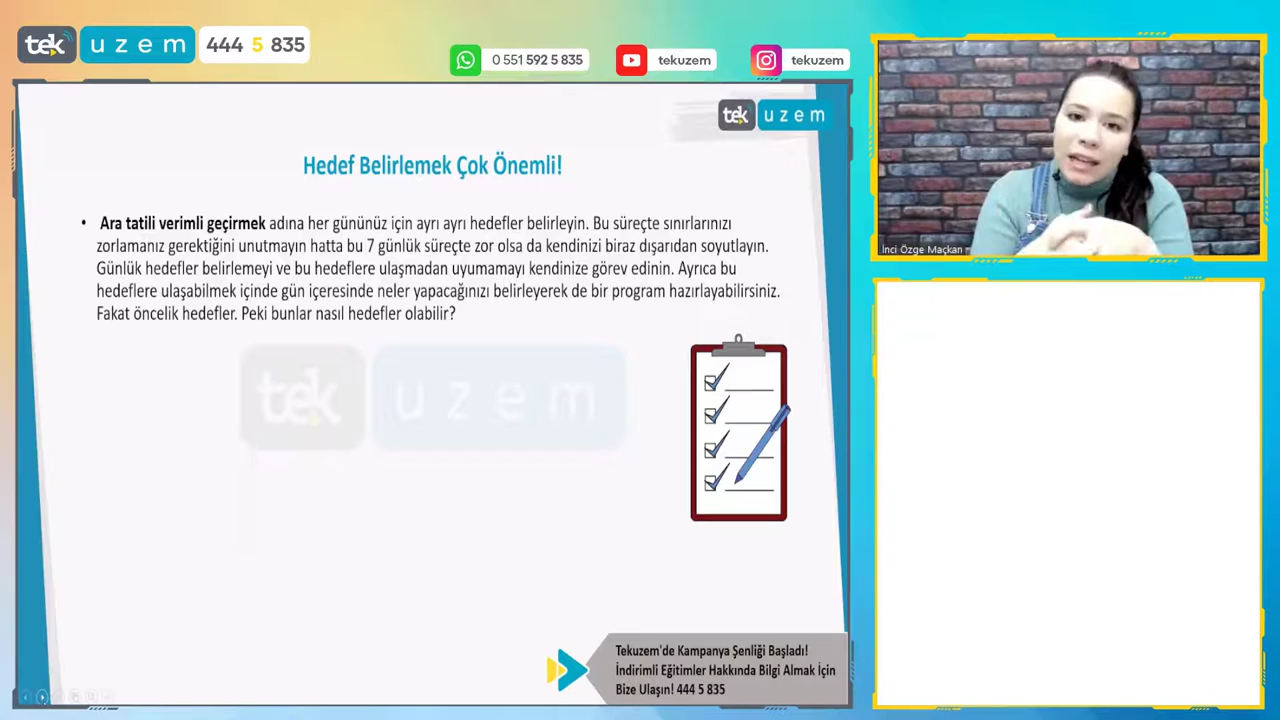 tek uzem 444 5 835
0 551 592 5 835
tekuzem
tekuzem
tek uzem
Hedef Belirlemek Çok Önemli!
• Ara tatili verimli geçirmek adına her gününüz için ayrı ayrı hedefler belirleyin. Bu süreçte sınırlarınızı
zorlamanız gerektiğini unutmayın hatta bu 7 günlük süreçte zor olsa da kendinizi biraz dışarıdan soyutlayın.
Günlük hedefler belirlemeyi ve bu hedeflere ulaşmadan uyumamayı kendinize görev edinin. Ayrıca bu
hedeflere ulaşabilmek içinde gün içeresinde neler yapacağınızı belirleyerek de bir program hazırlayabilirsiniz.
Fakat öncelik hedefler. Peki bunlar nasıl hedefler olabilir?
tek uzem
İnci Özge Maçkan
Tekuzem'de Kampanya Şenliği Başladı!
İndirimli Eğitimler Hakkında Bilgi Almak İçin
Bize Ulaşın! 444 5 835